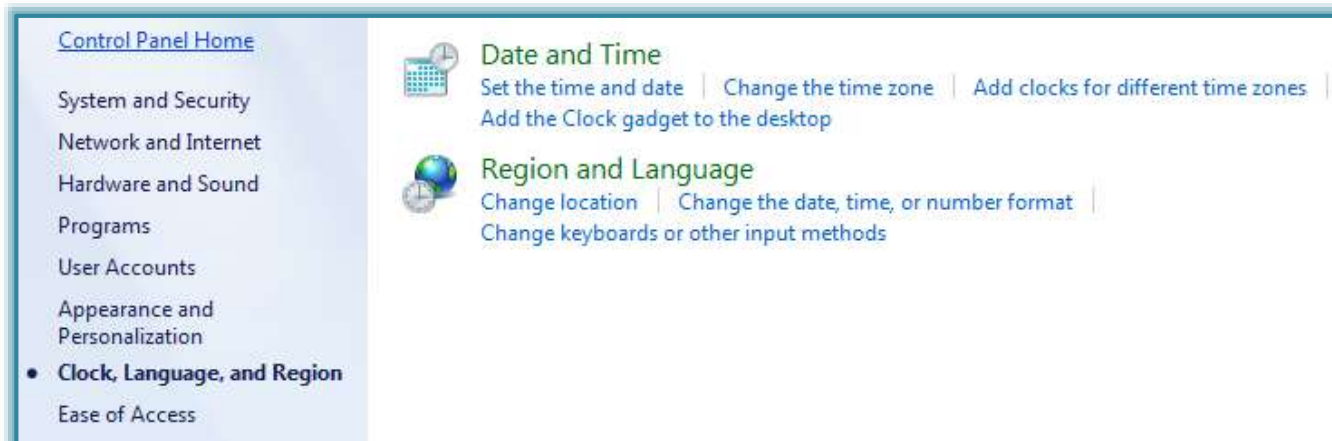 Control Panel Home
System and Security
Network and Internet
Hardware and Sound
Programs
User Accounts
Appearance and
Personalization
Clock, Language, and Region
Ease of Access
Date and Time
Set the time and date
Change the time zone
Add clocks for different time zones
Add the Clock gadget to the desktop
Region and Language
Change location
Change the date, time, or number format
Change keyboards or other input methods